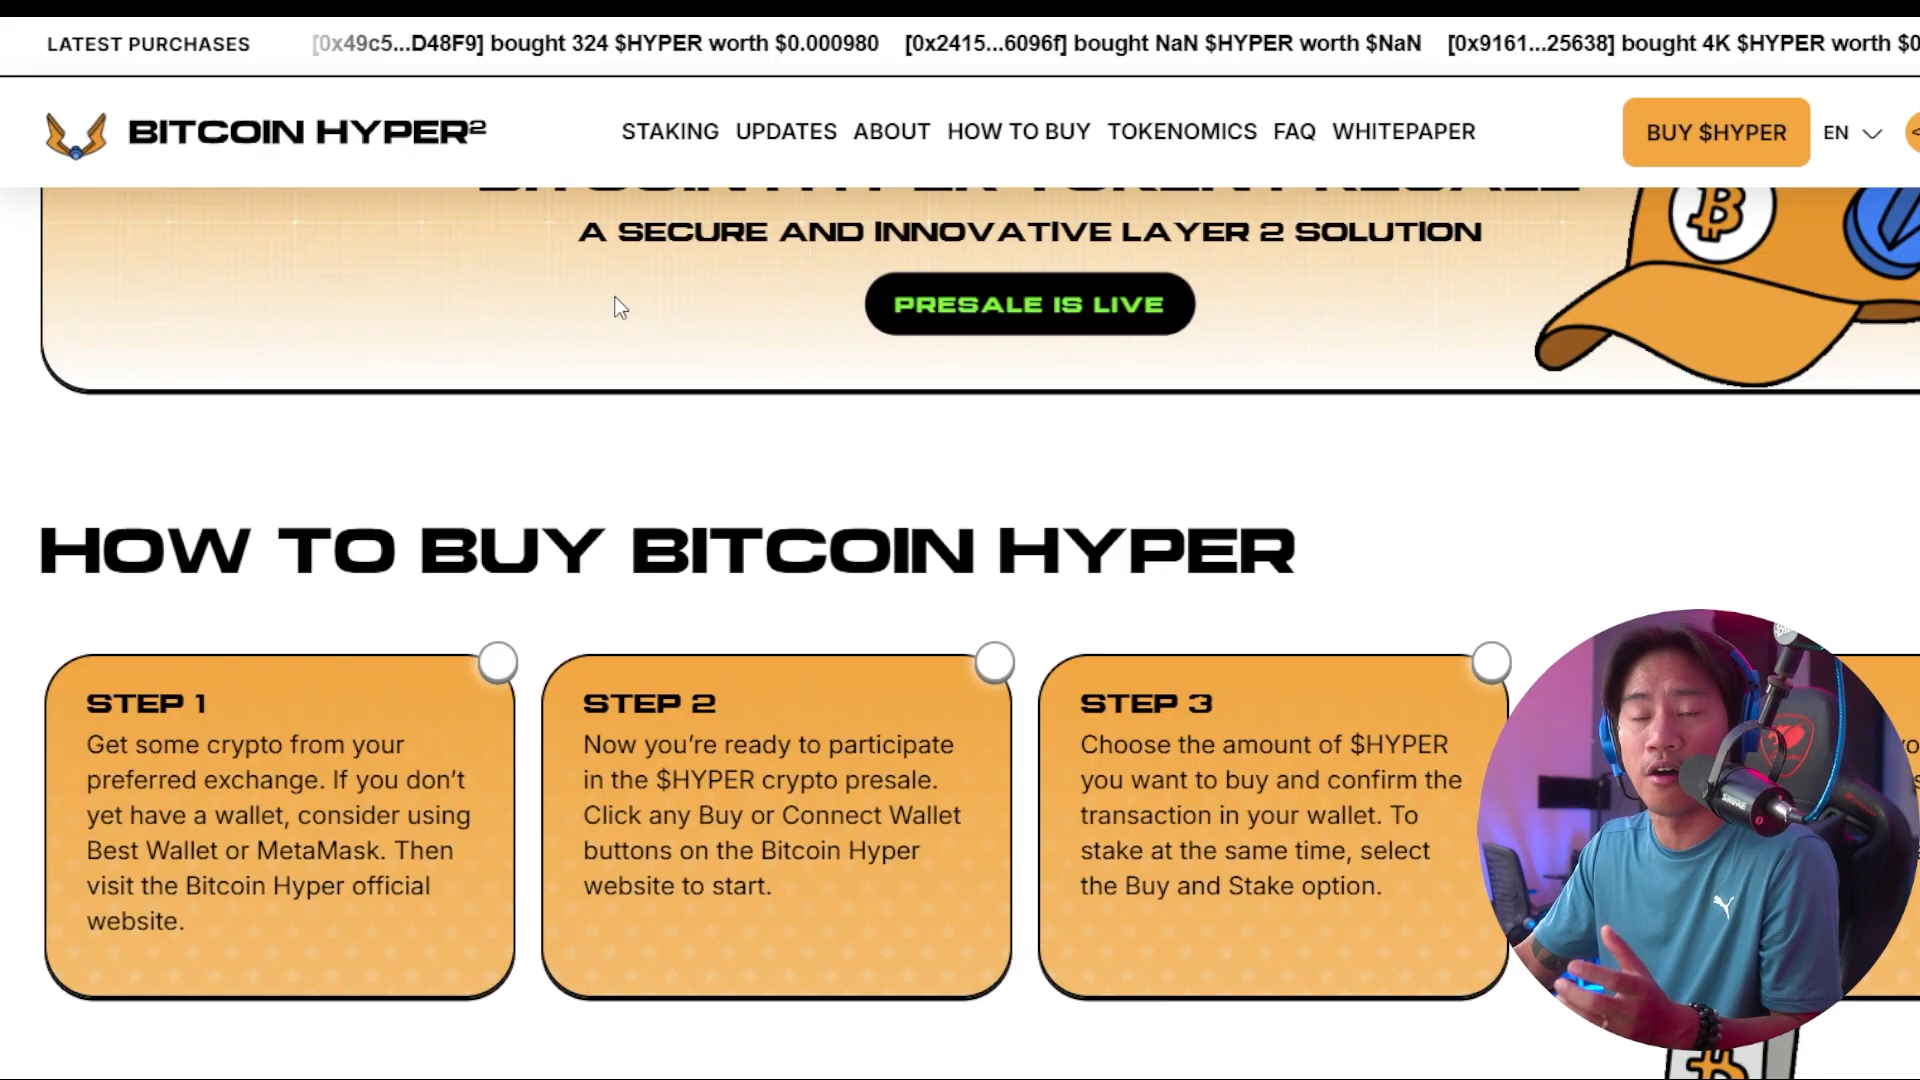 LATEST PURCHASES [0x49c5...D48F9] bought 324 $HYPER worth $0.000980 [0x2415...6096f] bought NaN $HYPER worth $NaN [0x9161...25638] bought 4K $HYPER worth $0
BITCOIN HYPER² STAKING UPDATES ABOUT HOW TO BUY TOKENOMICS FAQ WHITEPAPER BUY $HYPER EN
A SECURE AND INNOVATIVE LAYER 2 SOLUTION
PRESALE IS LIVE
HOW TO BUY BITCOIN HYPER
STEP 1
Get some crypto from your
preferred exchange. If you don’t
yet have a wallet, consider using
Best Wallet or MetaMask. Then
visit the Bitcoin Hyper official
website.
STEP 2
Now you’re ready to participate
in the $HYPER crypto presale.
Click any Buy or Connect Wallet
buttons on the Bitcoin Hyper
website to start.
STEP 3
Choose the amount of $HYPER
you want to buy and confirm the
transaction in your wallet. To
stake at the same time, select
the Buy and Stake option.
SHURE